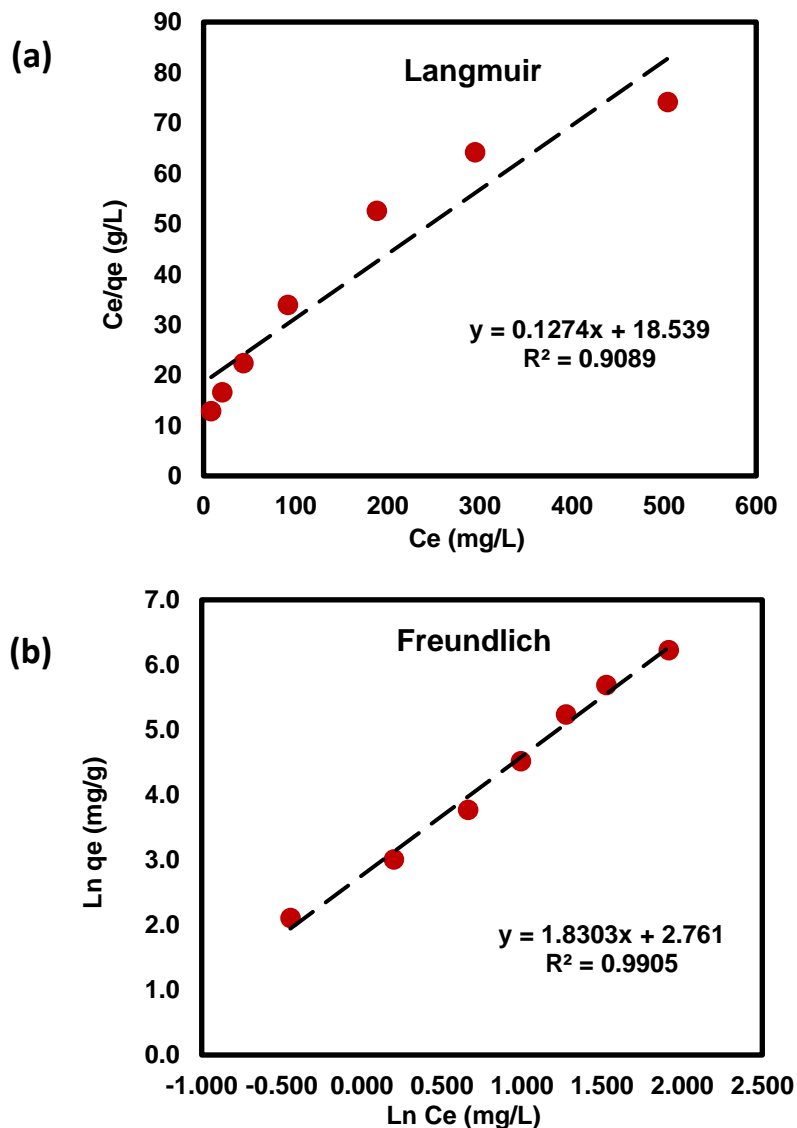 (a)
Langmuir
90
80
70
60
50
40
30
20
10
0
Ce/qe (g/L)
y = 0.1274x + 18.539
R² = 0.9089
0 100 200 300 400 500 600
Ce (mg/L)
(b)
Freundlich
7.0
6.0
5.0
4.0
3.0
2.0
1.0
0.0
Ln qe (mg/g)
y = 1.8303x + 2.761
R² = 0.9905
-1.000 -0.500 0.000 0.500 1.000 1.500 2.000 2.500
Ln Ce (mg/L)